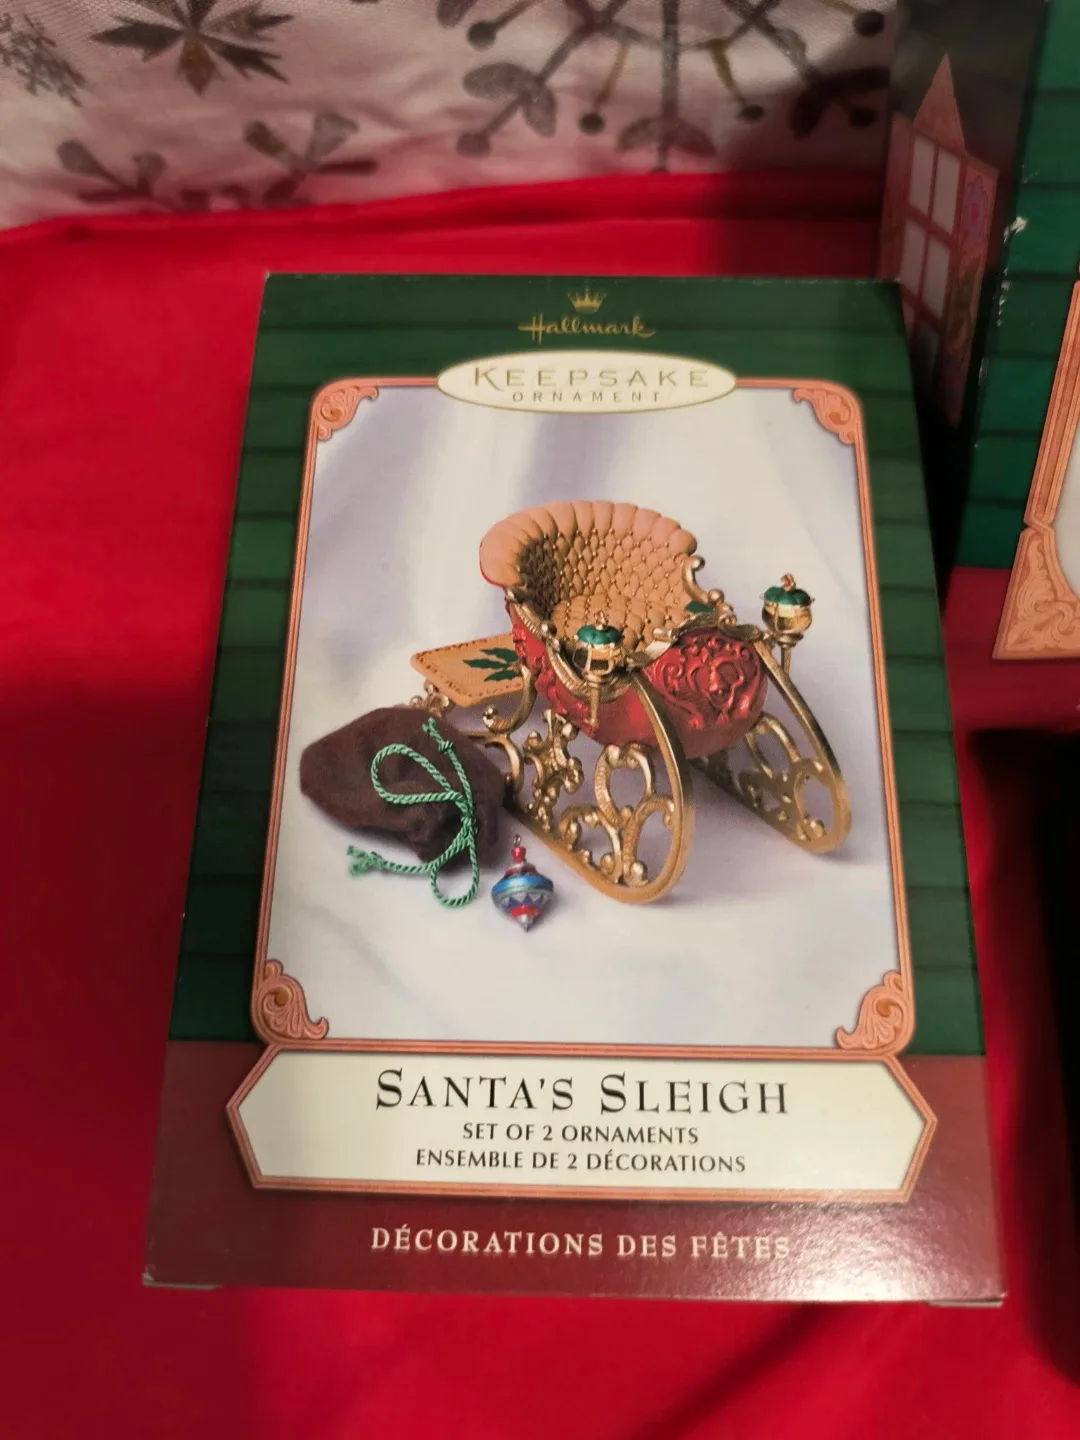 Hallmark
KEEPSAKE
ORNAMENT
SANTA'S SLEIGH
SET OF 2 ORNAMENTS
ENSEMBLE DE 2 DÉCORATIONS
DÉCORATIONS DES FÊTES